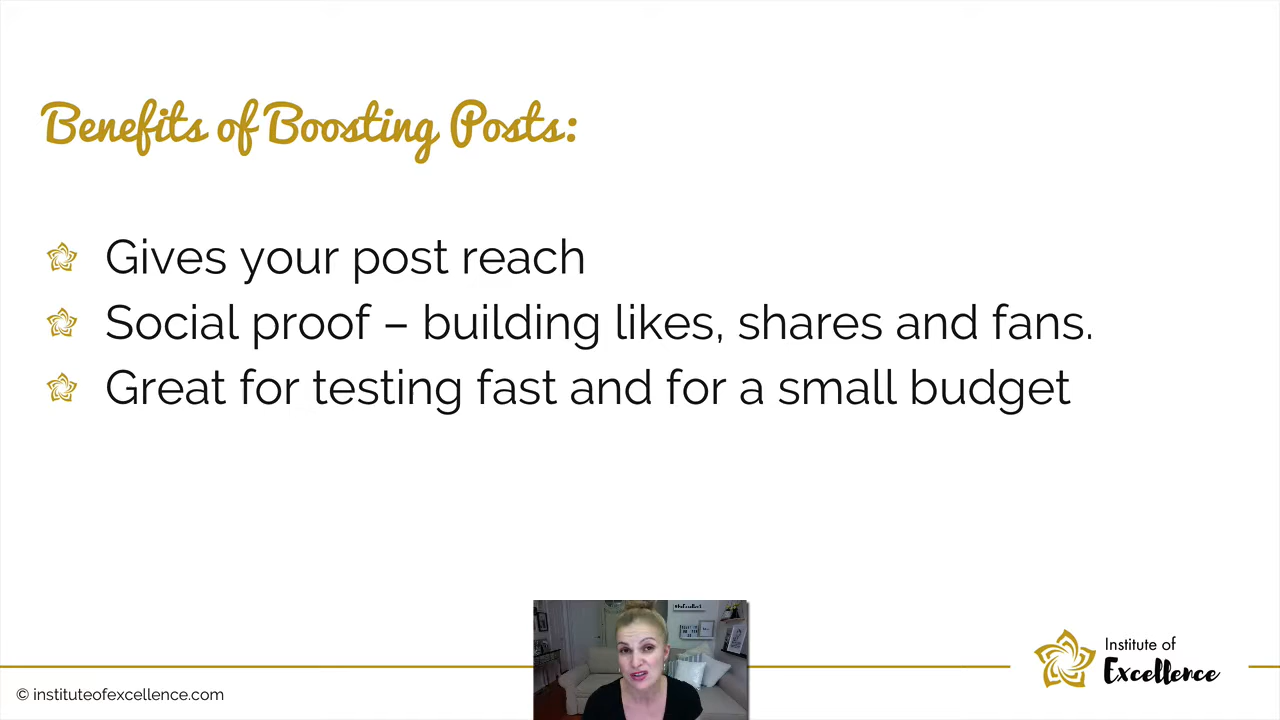 Benefits of Boosting Posts:
Gives your post reach
Social proof – building likes, shares and fans.
Great for testing fast and for a small budget
Institute of
Excellence
© instituteofexcellence.com